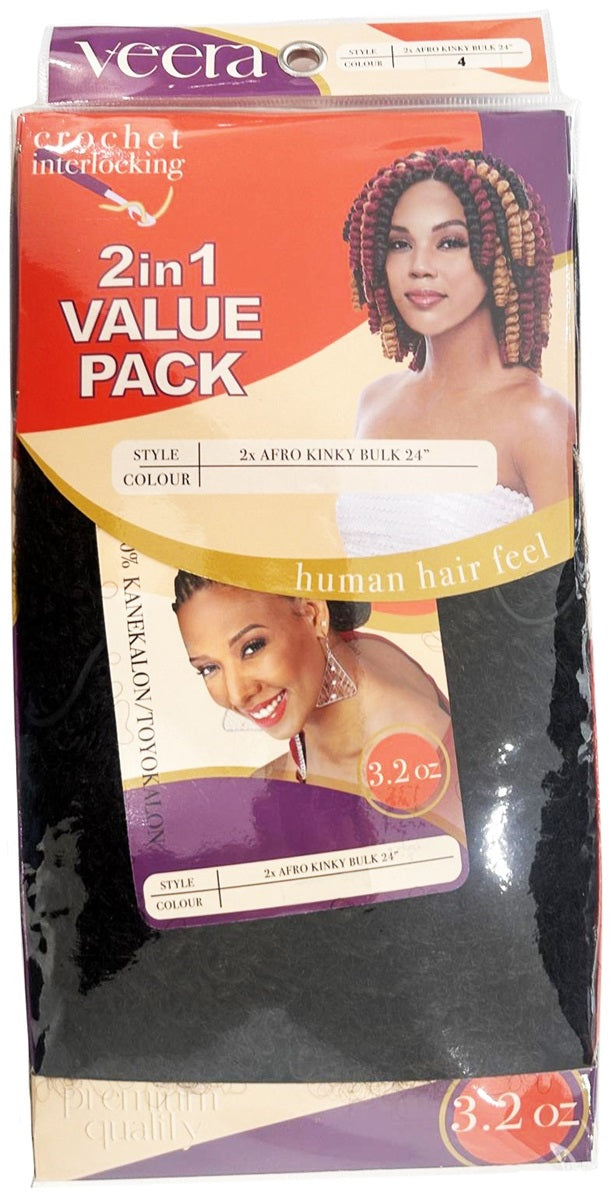 veera
STYLE 2x AFRO KINKY BULK 24"
COLOUR 4
crochet
interlocking
2in1
VALUE
PACK
STYLE 2x AFRO KINKY BULK 24"
COLOUR
human hair feel
0% KANEKALON/TOYOKALON
3.2 oz
STYLE 2x AFRO KINKY BULK 24"
COLOUR
premium
quality
3.2 oz